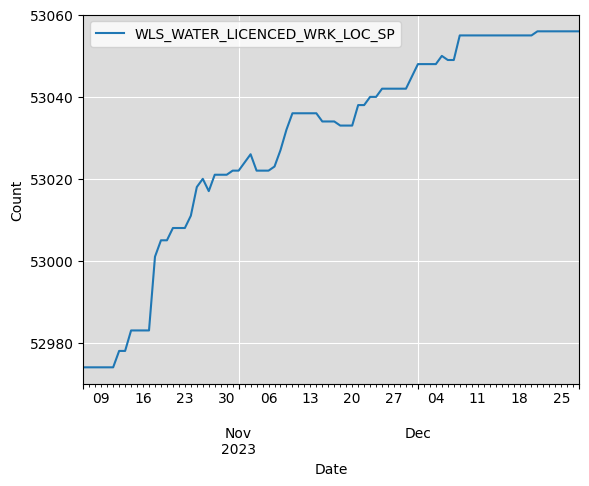 WLS_WATER_LICENCED_WRK_LOC_SP
53060
53040
53020
53000
52980
Count
09 16 23 30 06 13 20 27 04 11 18 25
Nov Dec
2023
Date